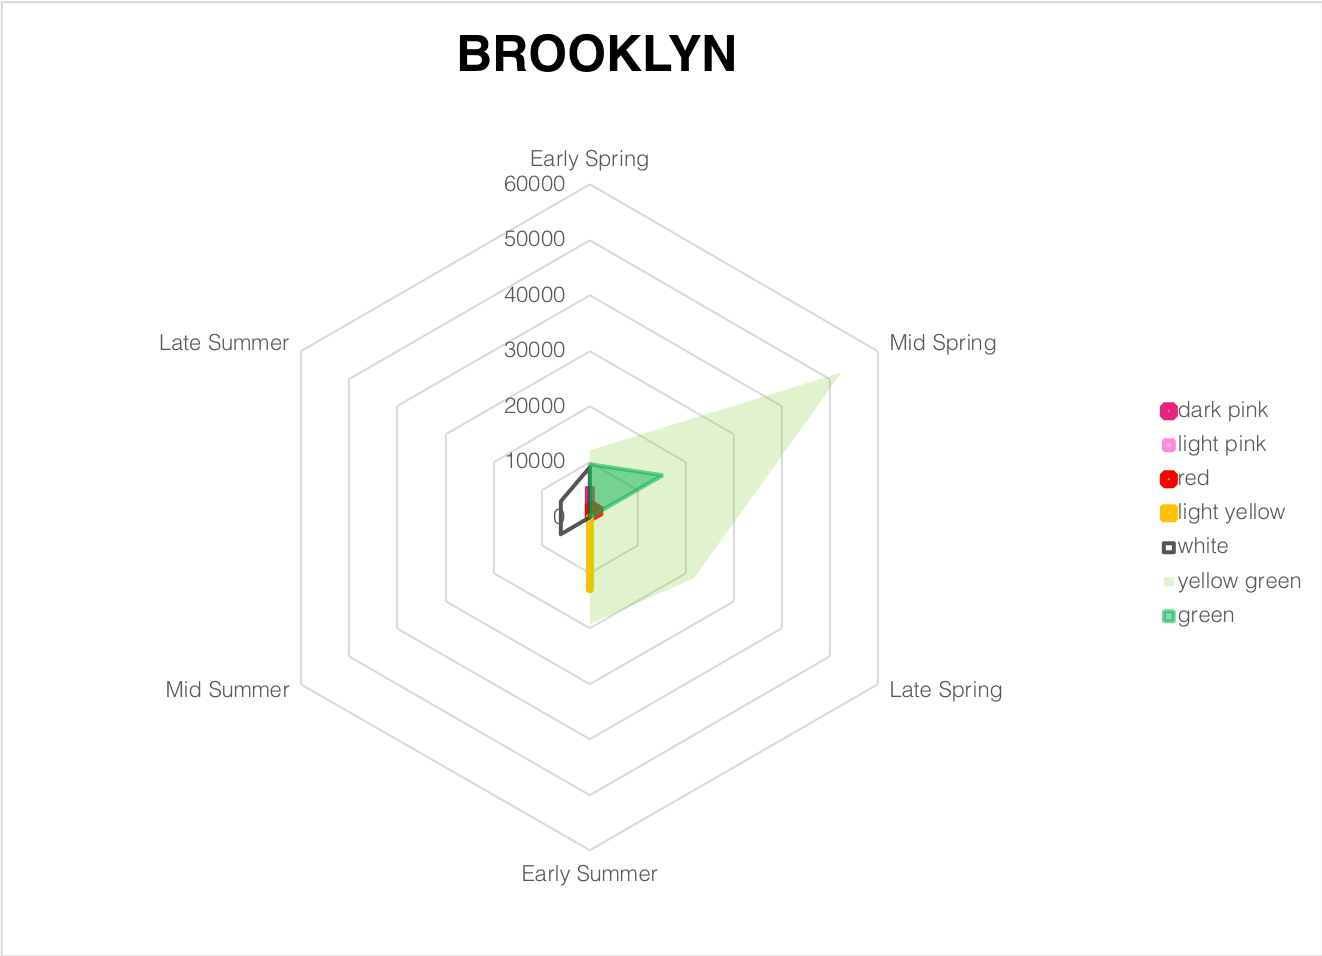 BROOKLYN
Early Spring
60000
50000
40000
30000
20000
10000
0
Late Summer
Mid Spring
Mid Summer
Late Spring
Early Summer
dark pink
light pink
red
light yellow
white
yellow green
green